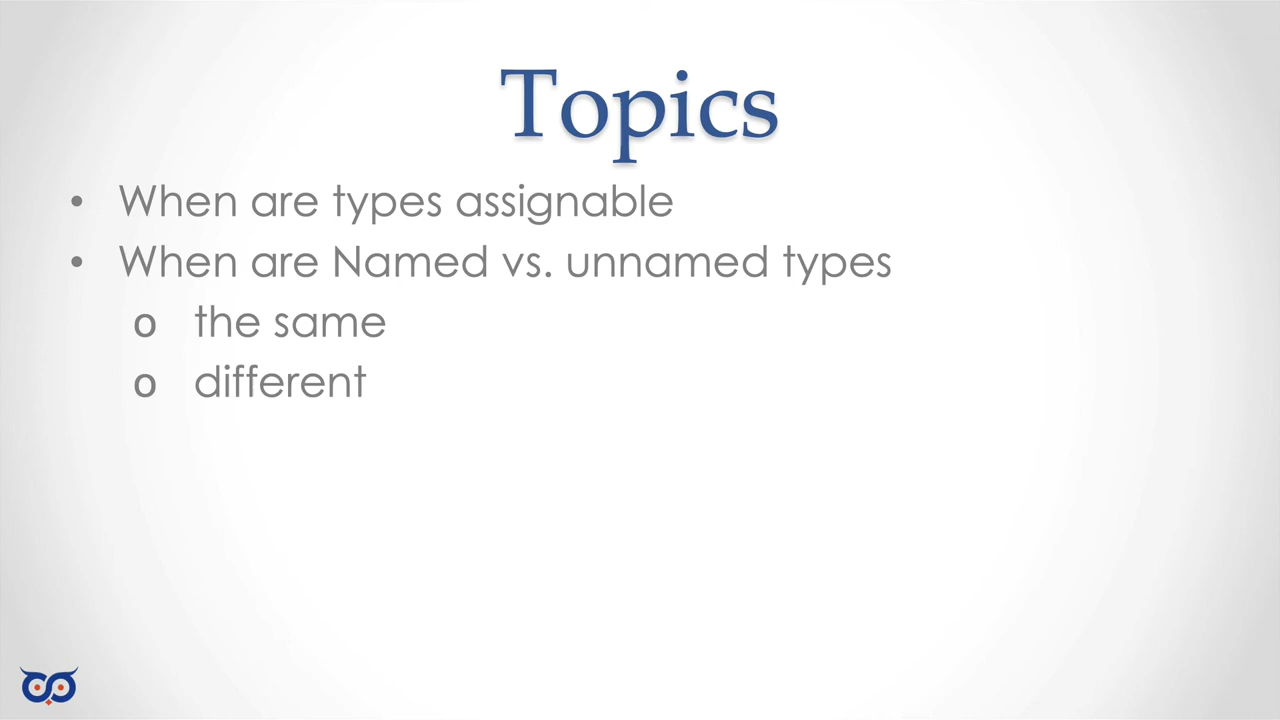 Topics
• When are types assignable
• When are Named vs. unnamed types
o the same
o different